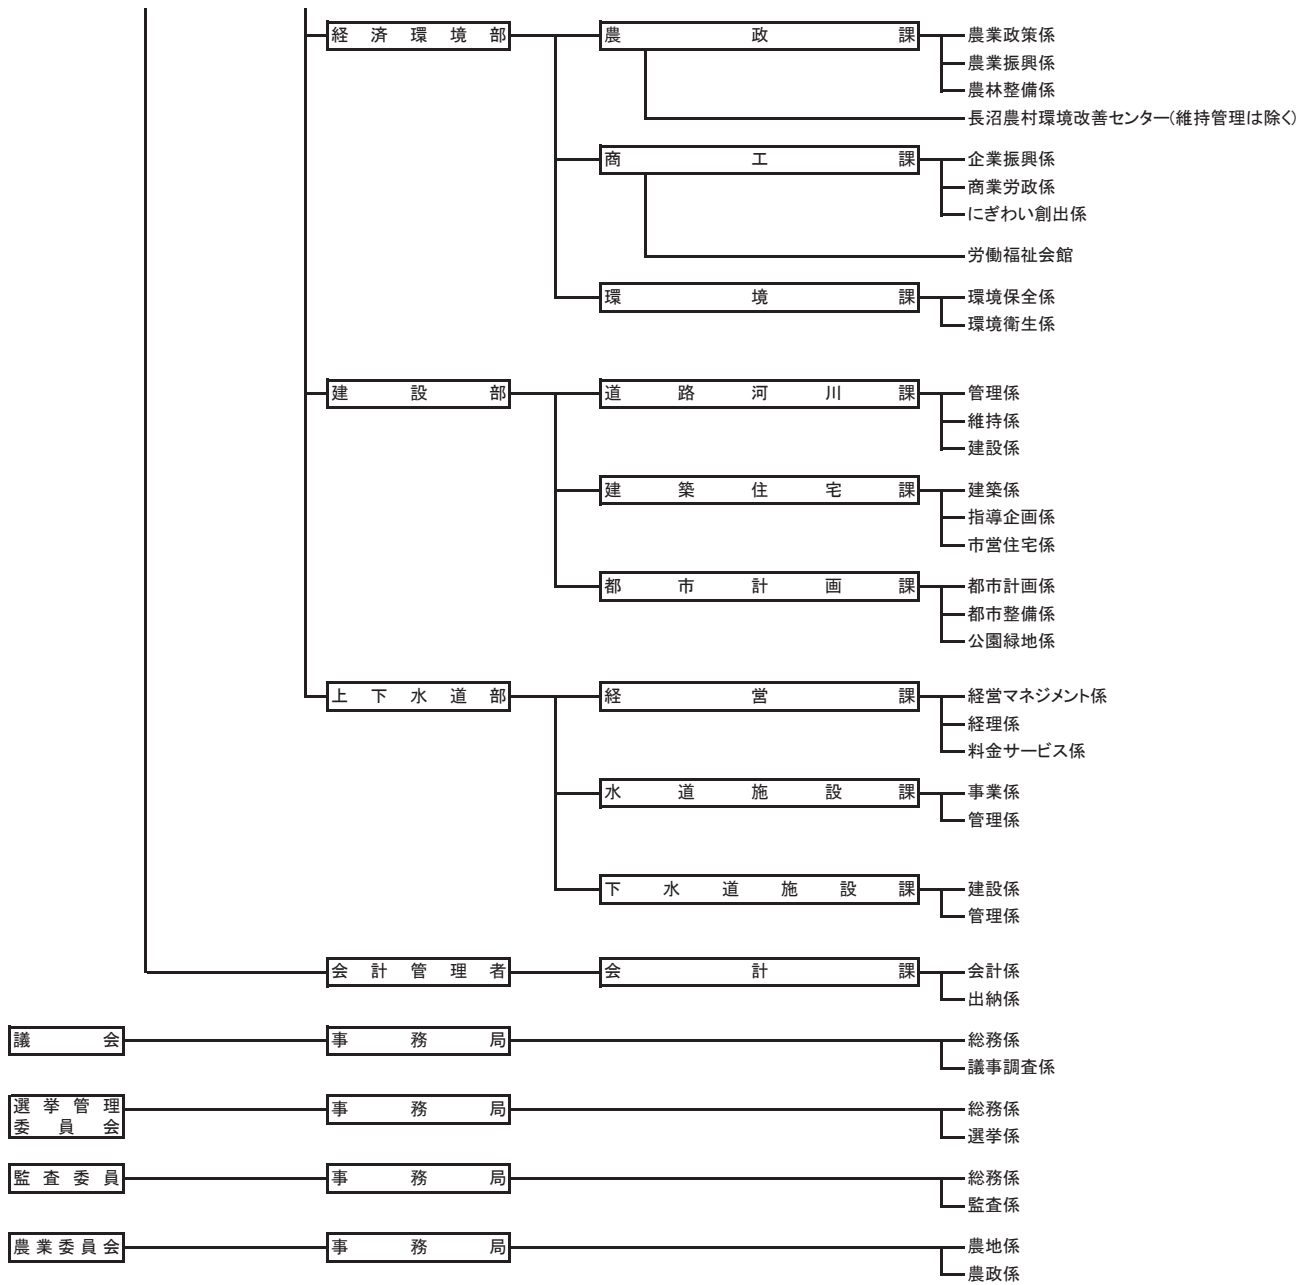 経済環境部 農政課 農業政策係
農業振興係
農林整備係
長沼農村環境改善センター(維持管理は除く)
商工課 企業振興係
商業労政係
にぎわい創出係
労働福祉会館
環境課 環境保全係
環境衛生係
建設部 道路河川課 管理係
維持係
建設係
建築住宅課 建築係
指導企画係
市営住宅係
都市計画課 都市計画係
都市整備係
公園緑地係
上下水道部 経営課 経営マネジメント係
経理係
料金サービス係
水道施設課 事業係
管理係
下水道施設課 建設係
管理係
会計管理者 会計課 会計係
出納係
議会 事務局 総務係
議事調査係
選挙管理
委員会 事務局 総務係
選挙係
監査委員 事務局 総務係
監査係
農業委員会 事務局 農地係
農政係